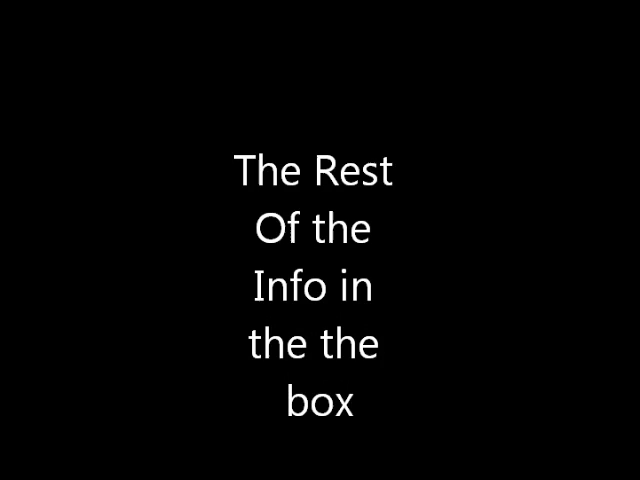 The Rest
Of the
Info in
the the
box